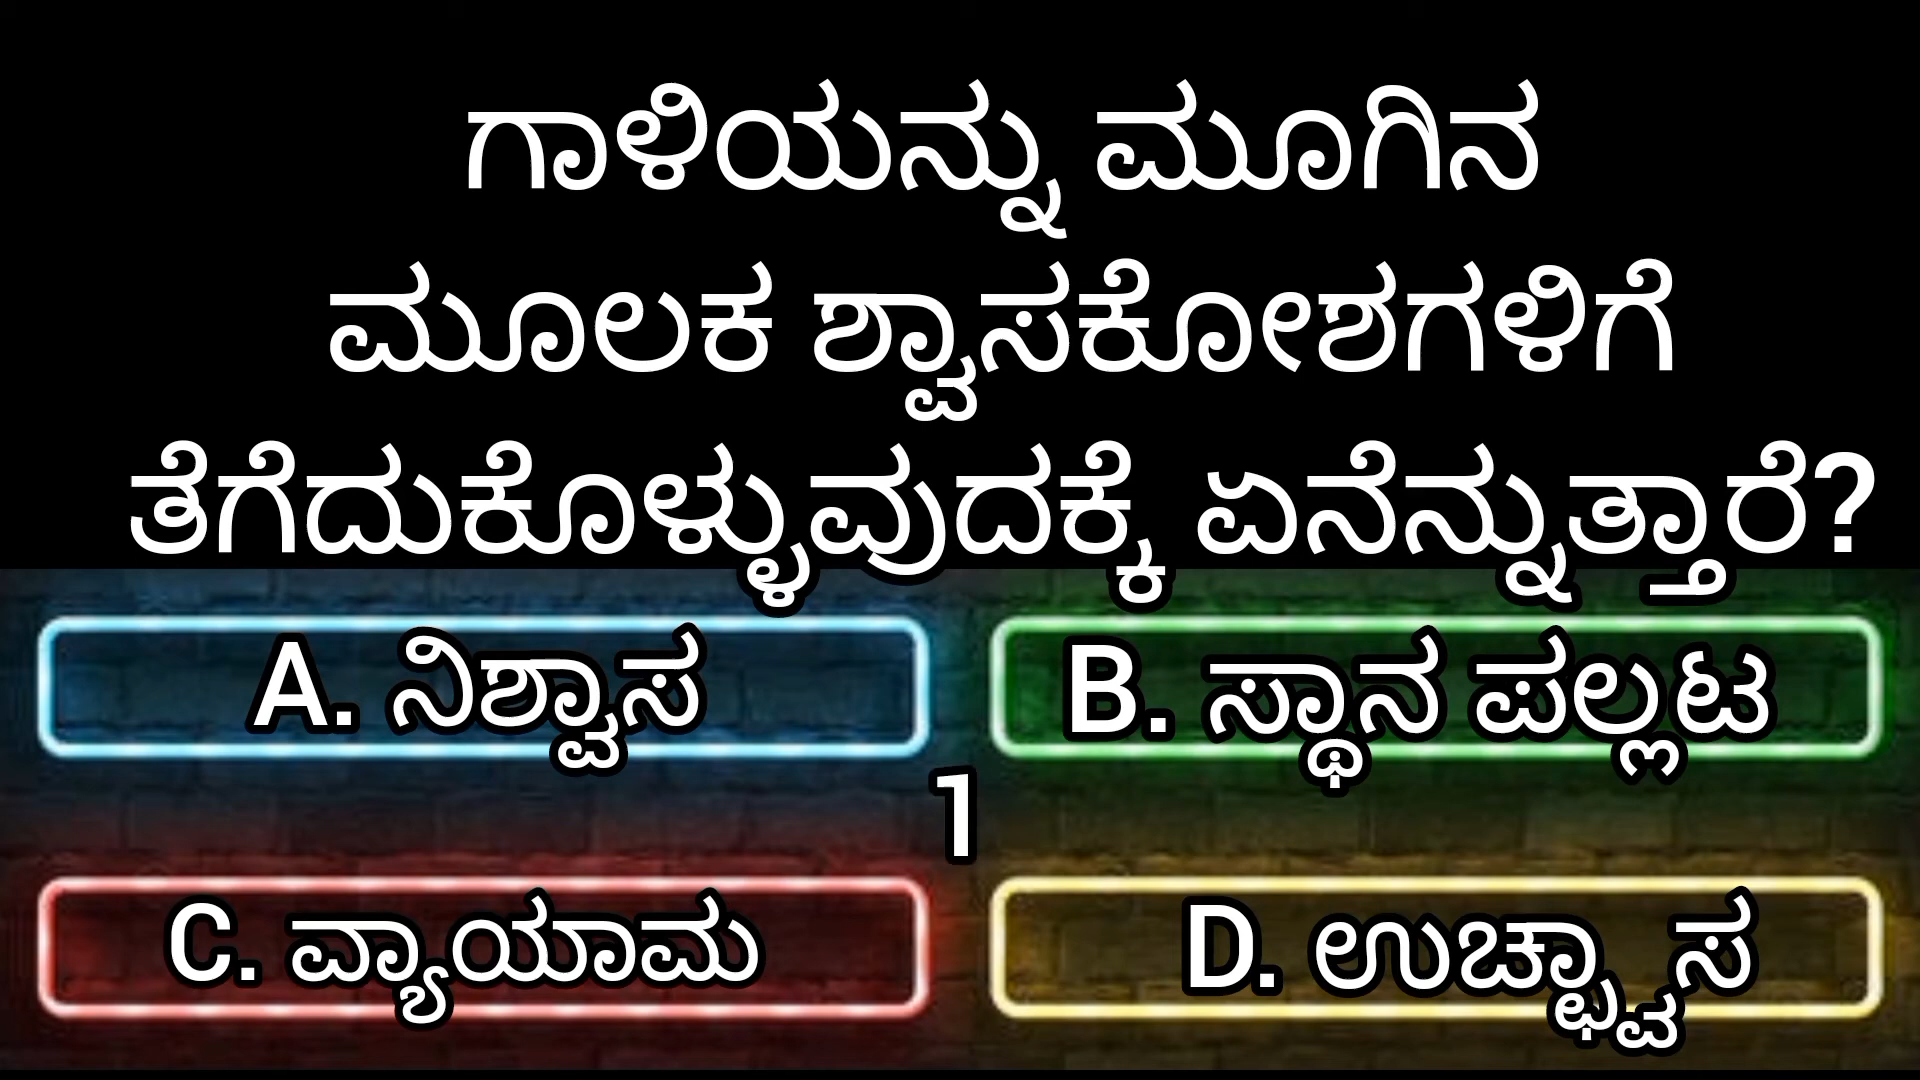 ಗಾಳಿಯನ್ನು ಮೂಗಿನ
ಮೂಲಕ ಶ್ವಾಸಕೋಶಗಳಿಗೆ
ತೆಗೆದುಕೊಳ್ಳುವುದಕ್ಕೆ ಏನೆನ್ನುತ್ತಾರೆ?
A. ನಿಶ್ವಾಸ
B. ಸ್ಥಾನ ಪಲ್ಲಟ
1
C. ವ್ಯಾಯಾಮ
D. ಉಚ್ಛ್ವಾಸ